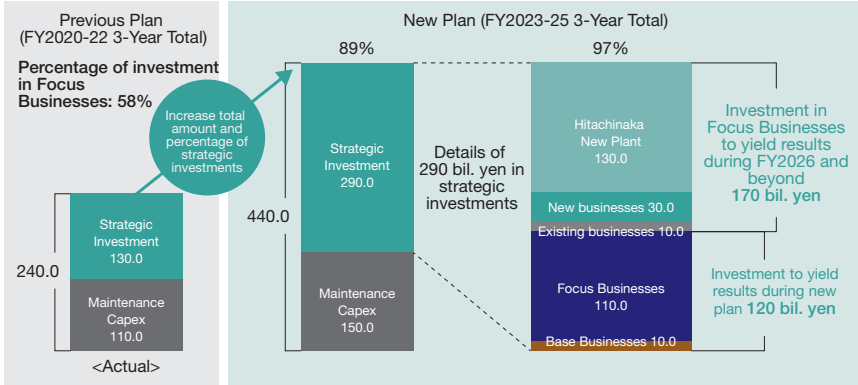 Previous Plan
(FY2020-22 3-Year Total)
Percentage of investment
in Focus
Businesses: 58%
Increase total
amount and
percentage of
strategic
investments
240.0
Strategic
Investment
130.0
Maintenance
Capex
110.0
<Actual>
New Plan (FY2023-25 3-Year Total)
89%
440.0
Strategic
Investment
290.0
Maintenance
Capex
150.0
Details of
290 bil. yen in
strategic
investments
97%
Hitachinaka
New Plant
130.0
New businesses 30.0
Existing businesses 10.0
Focus Businesses
110.0
Base Businesses 10.0
Investment in
Focus Businesses
to yield results
during FY2026 and
beyond
170 bil. yen
Investment to yield
results during new
plan 120 bil. yen